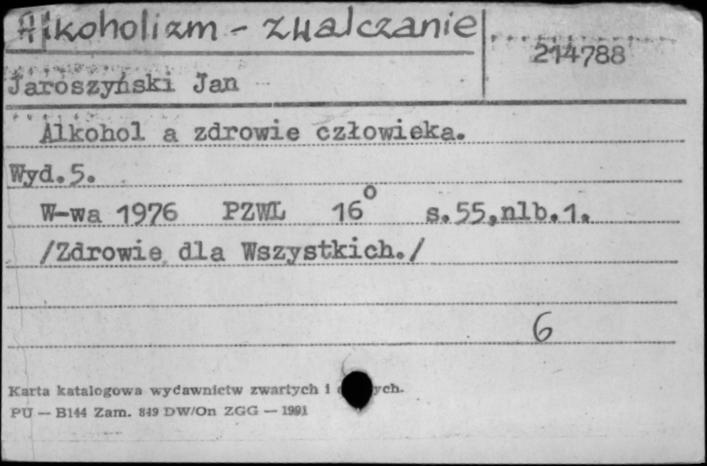 Alkoholizm - zwalczanie
214788
Jaroszyński Jan
Alkohol a zdrowie człowieka.
Wyd.5.
W-wa 1976 PZWL 16° s.55,nlb.1.
/Zdrowie dla Wszystkich./
6
Karta katalogowa wydawnictw zwartych i
PU — B144 Zam. 849 DW/On ZGG — 1991